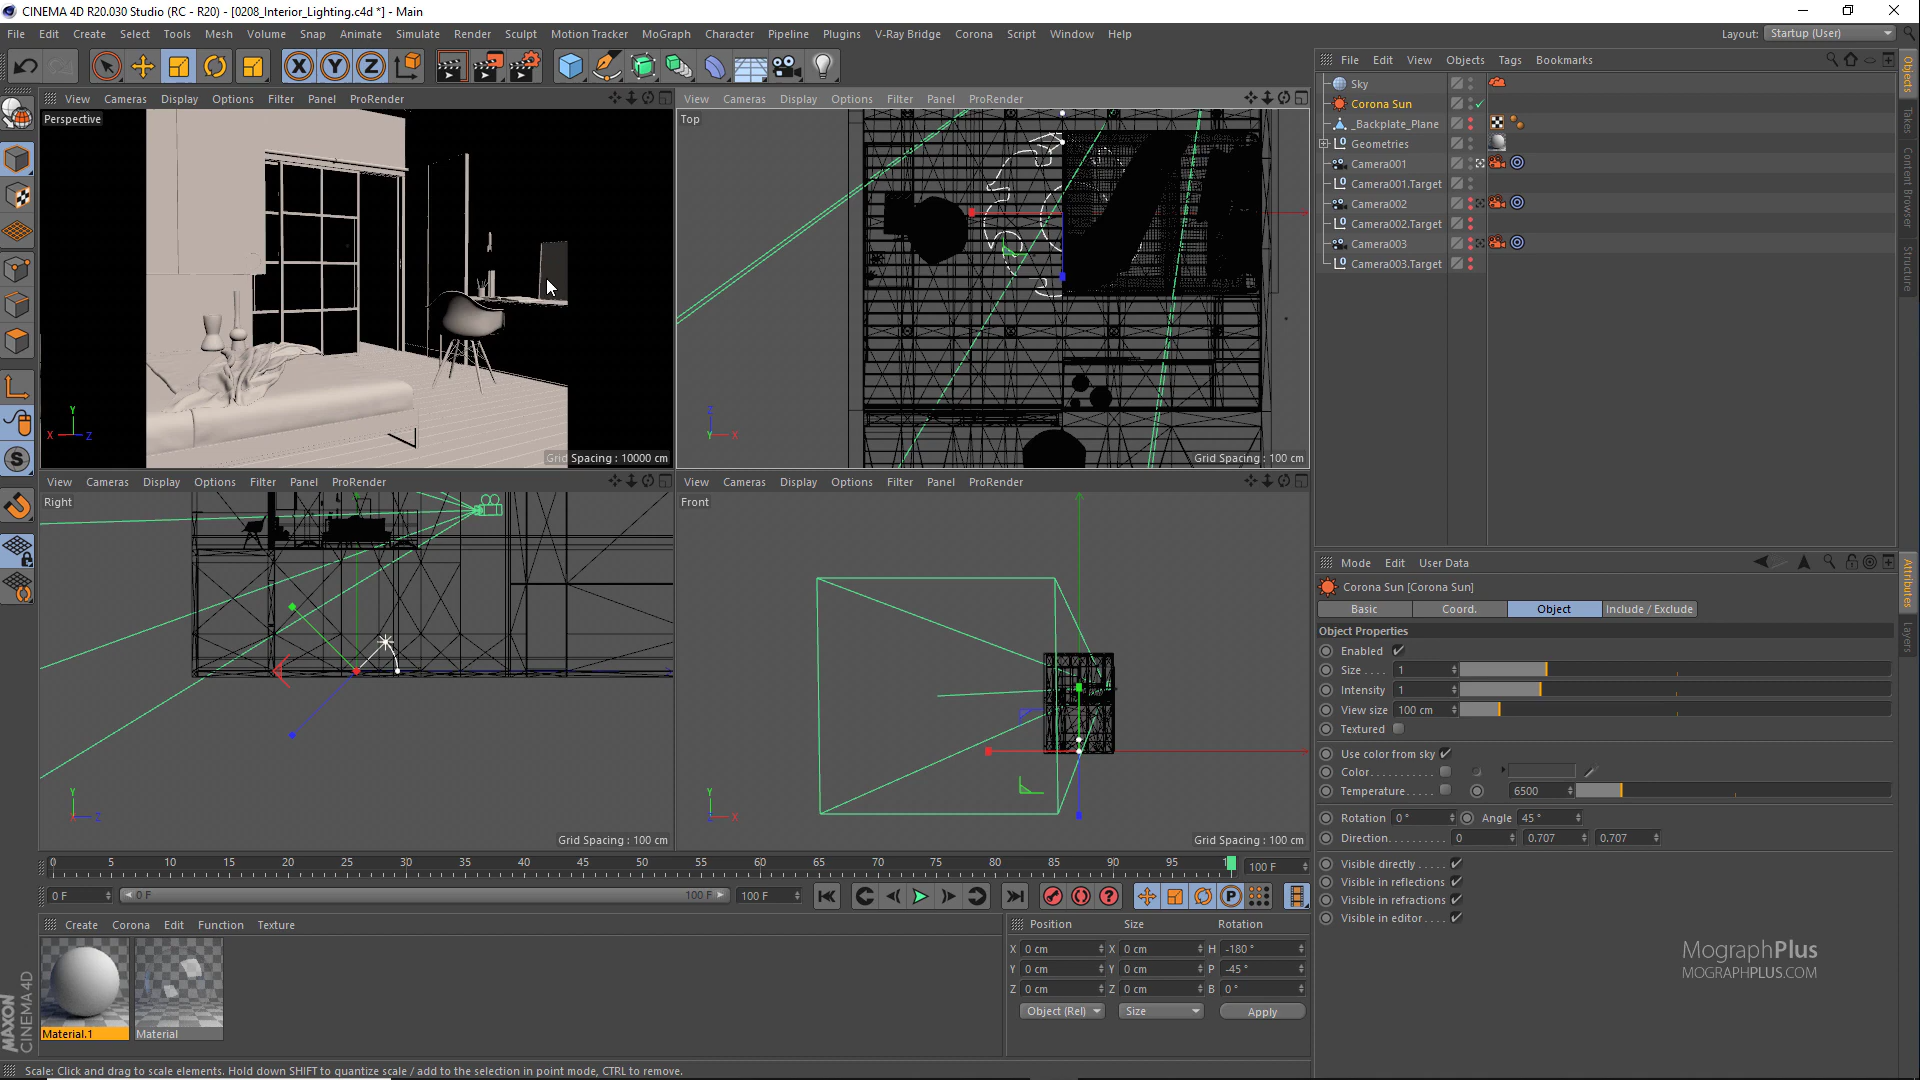 CINEMA 4D R20.030 Studio (RC - R20) - [0208_Interior_Lighting.c4d *] - Main
File Edit Create Select Tools Mesh Volume Snap Animate Simulate Render Sculpt Motion Tracker MoGraph Character Pipeline Plugins V-Ray Bridge Corona Script Window Help
Layout: Startup (User)
X Y Z
File Edit View Objects Tags Bookmarks
Sky
Corona Sun
_Backplate_Plane
Geometries
Camera001
Camera001.Target
Camera002
Camera002.Target
Camera003
Camera003.Target
Objects
Takes
Content Browser
Structure
View Cameras Display Options Filter Panel ProRender
Perspective
Grid Spacing : 10000 cm
View Cameras Display Options Filter Panel ProRender
Top
Grid Spacing : 100 cm
View Cameras Display Options Filter Panel ProRender
Right
Grid Spacing : 100 cm
View Cameras Display Options Filter Panel ProRender
Front
Grid Spacing : 100 cm
Mode Edit User Data
Corona Sun [Corona Sun]
Basic Coord. Object Include / Exclude
Object Properties
Enabled
Size . . . . 1
Intensity 1
View size 100 cm
Textured
Use color from sky
Color
Temperature 6500
Rotation 0 ° Angle 45 °
Direction 0 0.707 0.707
Visible directly
Visible in reflections
Visible in refractions
Visible in editor
Attributes
Layers
0 5 10 15 20 25 30 35 40 45 50 55 60 65 70 75 80 85 90 95
100 F
0 F 0 F 100 F 100 F
Create Corona Edit Function Texture
Material.1
Material
Position Size Rotation
X 0 cm X 0 cm H -180 °
Y 0 cm Y 0 cm P -45 °
Z 0 cm Z 0 cm B 0 °
Object (Rel) Size Apply
MographPlus
MOGRAPHPLUS.COM
MAXON
CINEMA 4D
Scale: Click and drag to scale elements. Hold down SHIFT to quantize scale / add to the selection in point mode, CTRL to remove.